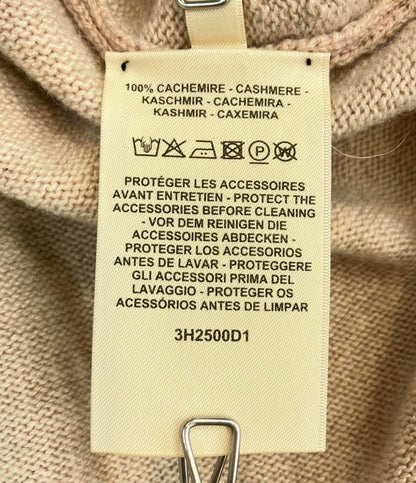 100% CACHEMIRE - CASHMERE -
KASCHMIR - CACHEMIRA -
KASHMIR - CAXEMIRA
PROTÉGER LES ACCESSOIRES
AVANT ENTRETIEN - PROTECT THE
ACCESSORIES BEFORE CLEANING
- VOR DEM REINIGEN DIE
ACCESSOIRES ABDECKEN -
PROTEGER LOS ACCESORIOS
ANTES DE LAVAR - PROTEGGERE
GLI ACCESSORI PRIMA DEL
LAVAGGIO - PROTEGER OS
ACESSÓRIOS ANTES DE LIMPAR
3H2500D1